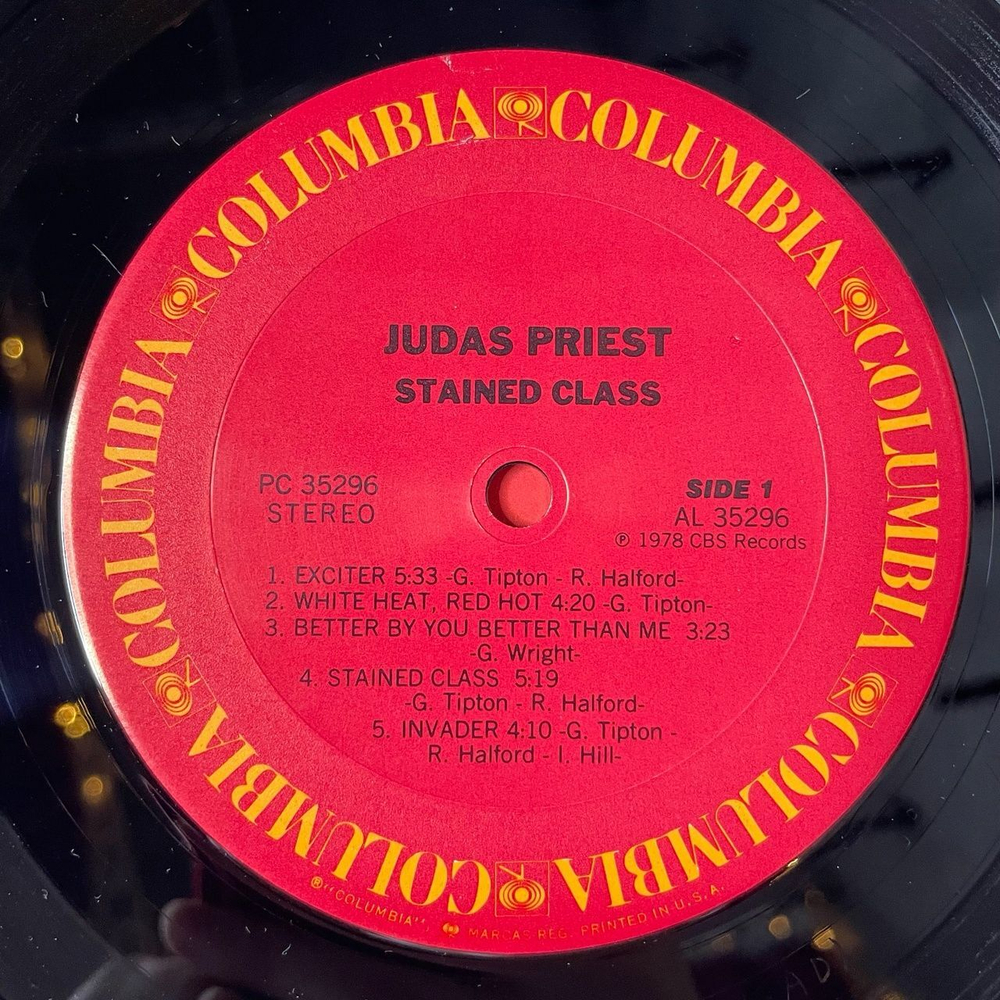 COLUMBIA COLUMBIA COLUMBIA COLUMBIA COLUMBIA COLUMBIA
JUDAS PRIEST
STAINED CLASS
PC 35296
STEREO
SIDE 1
AL 35296
℗ 1978 CBS Records
1. EXCITER 5:33 -G. Tipton - R. Halford-
2. WHITE HEAT, RED HOT 4:20 -G. Tipton-
3. BETTER BY YOU BETTER THAN ME 3:23
-G. Wright-
4. STAINED CLASS 5:19
-G. Tipton - R. Halford-
5. INVADER 4:10 -G. Tipton -
R. Halford - I. Hill-
®"COLUMBIA" MARCAS REG. PRINTED IN U.S.A.
AD